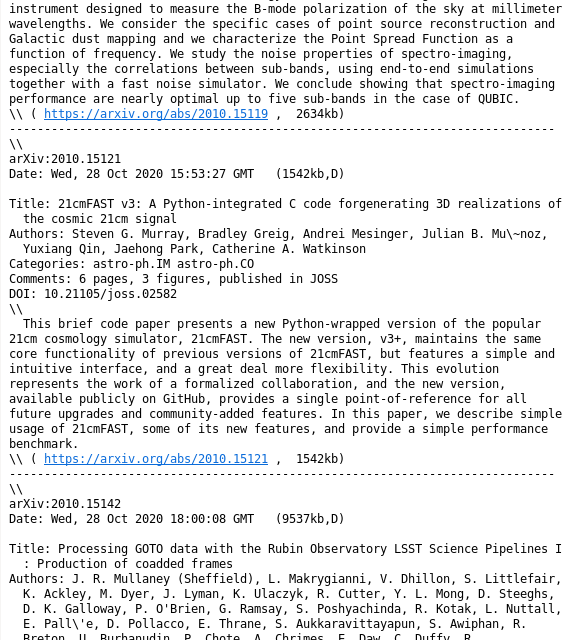 instrument designed to measure the B-mode polarization of the sky at millimeter
wavelengths. We consider the specific cases of point source reconstruction and
Galactic dust mapping and we characterize the Point Spread Function as a
function of frequency. We study the noise properties of spectro-imaging,
especially the correlations between sub-bands, using end-to-end simulations
together with a fast noise simulator. We conclude showing that spectro-imaging
performance are nearly optimal up to five sub-bands in the case of QUBIC.
\\ ( https://arxiv.org/abs/2010.15119 ,  2634kb)
------------------------------------------------------------------------------
\\
arXiv:2010.15121
Date: Wed, 28 Oct 2020 15:53:27 GMT   (1542kb,D)

Title: 21cmFAST v3: A Python-integrated C code forgenerating 3D realizations of
  the cosmic 21cm signal
Authors: Steven G. Murray, Bradley Greig, Andrei Mesinger, Julian B. Mu\~noz,
  Yuxiang Qin, Jaehong Park, Catherine A. Watkinson
Categories: astro-ph.IM astro-ph.CO
Comments: 6 pages, 3 figures, published in JOSS
DOI: 10.21105/joss.02582
\\
  This brief code paper presents a new Python-wrapped version of the popular
21cm cosmology simulator, 21cmFAST. The new version, v3+, maintains the same
core functionality of previous versions of 21cmFAST, but features a simple and
intuitive interface, and a great deal more flexibility. This evolution
represents the work of a formalized collaboration, and the new version,
available publicly on GitHub, provides a single point-of-reference for all
future upgrades and community-added features. In this paper, we describe simple
usage of 21cmFAST, some of its new features, and provide a simple performance
benchmark.
\\ ( https://arxiv.org/abs/2010.15121 ,  1542kb)
------------------------------------------------------------------------------
\\
arXiv:2010.15142
Date: Wed, 28 Oct 2020 18:00:08 GMT   (9537kb,D)

Title: Processing GOTO data with the Rubin Observatory LSST Science Pipelines I
  : Production of coadded frames
Authors: J. R. Mullaney (Sheffield), L. Makrygianni, V. Dhillon, S. Littlefair,
  K. Ackley, M. Dyer, J. Lyman, K. Ulaczyk, R. Cutter, Y. L. Mong, D. Steeghs,
  D. K. Galloway, P. O'Brien, G. Ramsay, S. Poshyachinda, R. Kotak, L. Nuttall,
  E. Pall\'e, D. Pollacco, E. Thrane, S. Aukkaravittayapun, S. Awiphan, R.
  Breton, U. Burhanudin, P. Chote, A. Chrimes, E. Daw, C. Duffy, R.